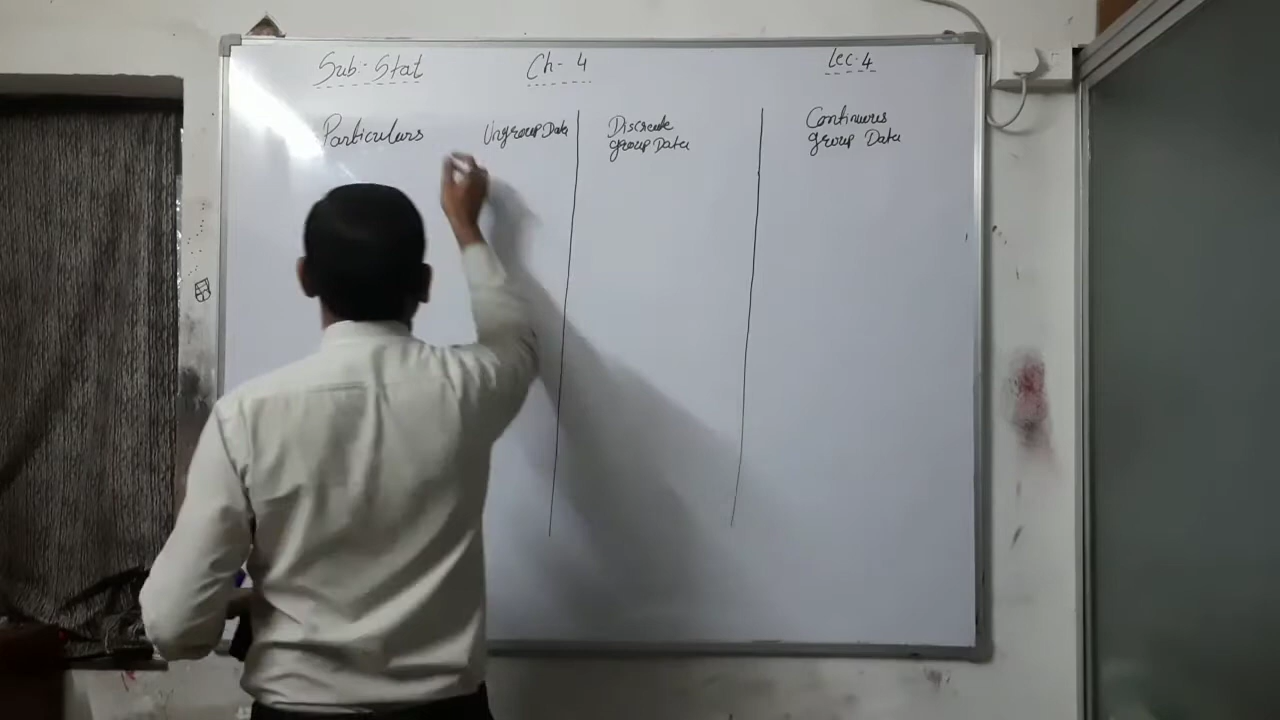 Sub- Stat Ch- 4 Lec-4
Particulars Ungroup Data Discrete Continuous
group Data group Data